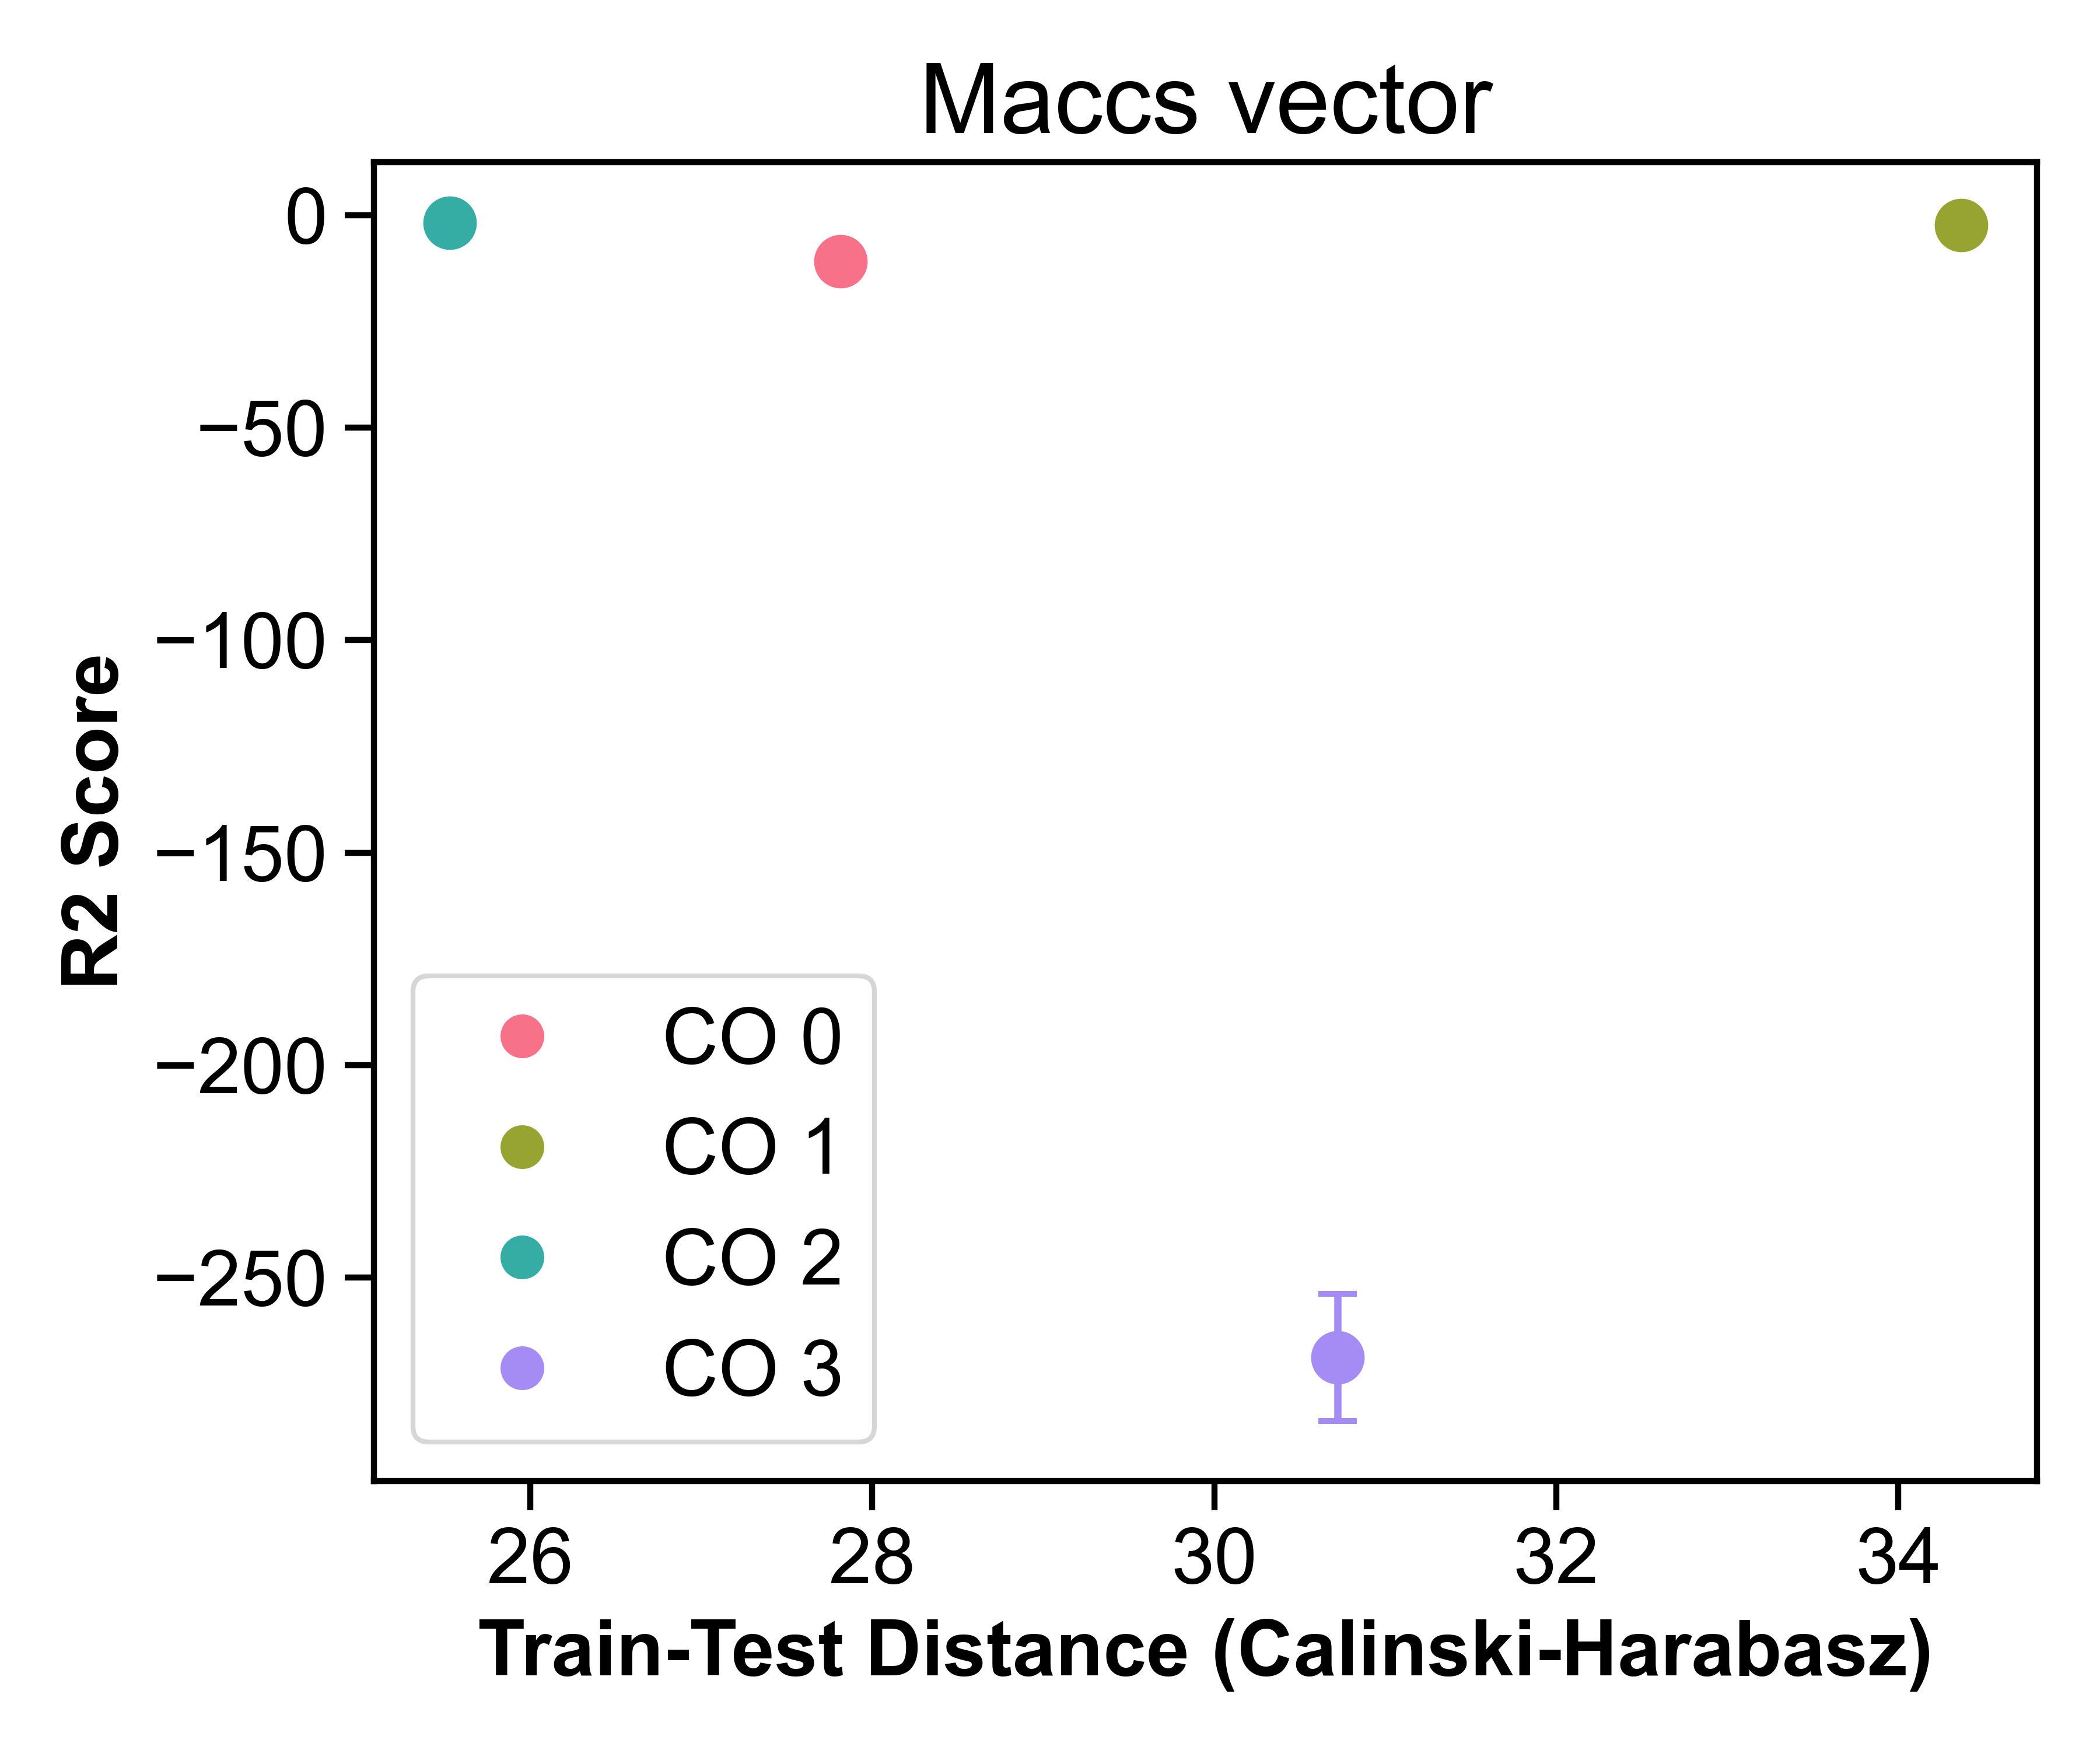 Maccs vector
0
−50
−100
−150
−200
−250
R2 Score
CO 0
CO 1
CO 2
CO 3
26 28 30 32 34
Train-Test Distance (Calinski-Harabasz)